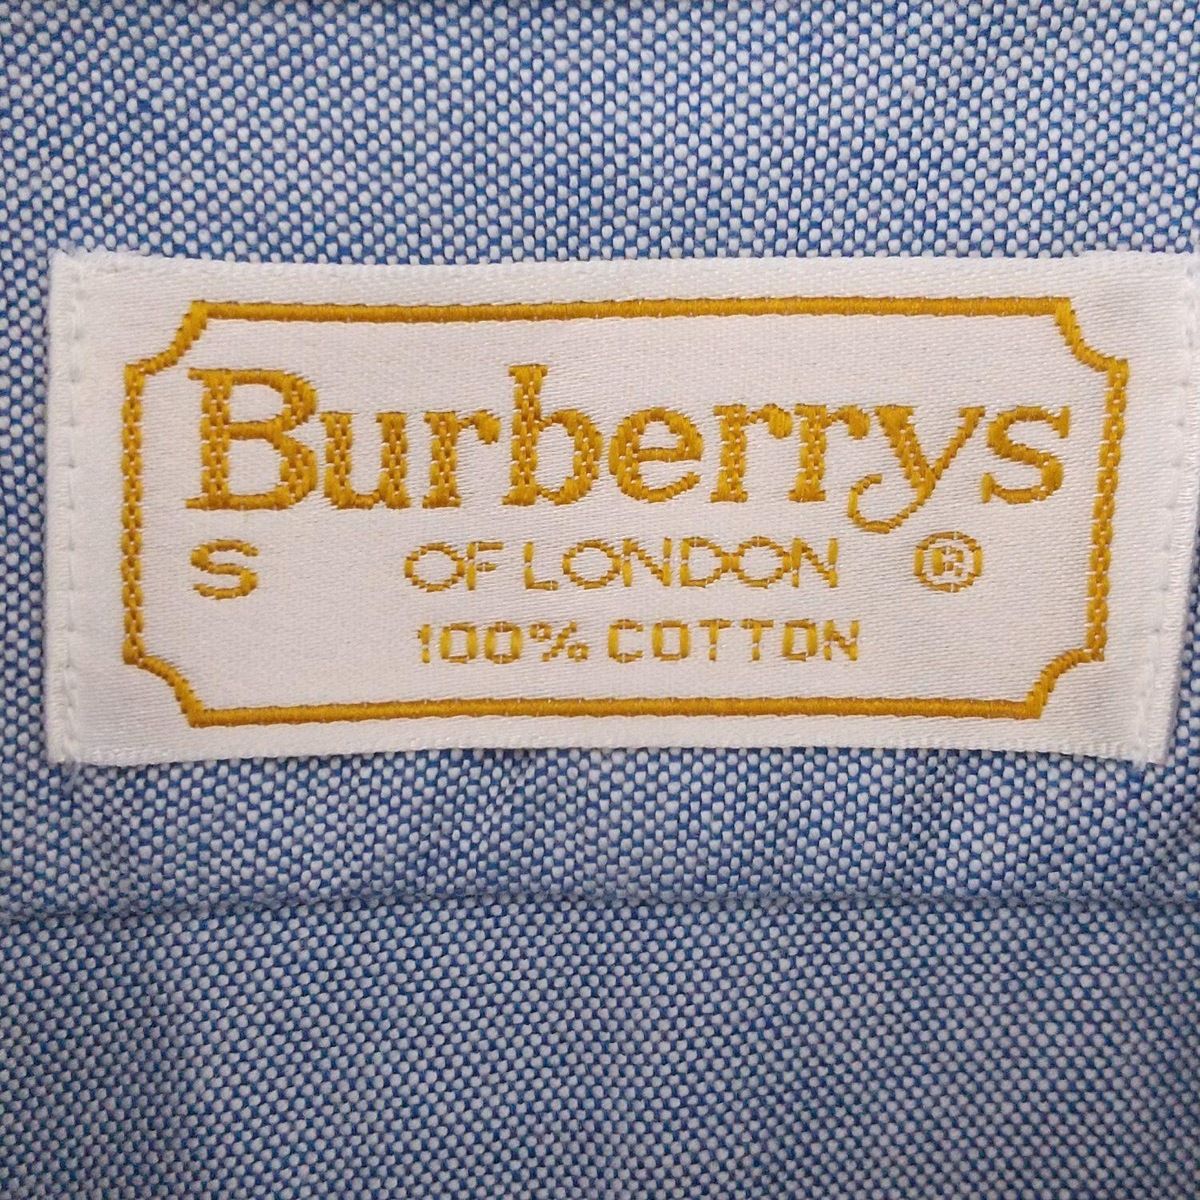 Burberrys
S OF LONDON ®
100% COTTON